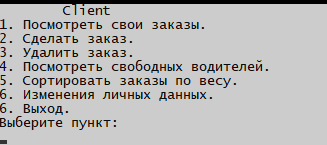 Client
1. Посмотреть свои заказы.
2. Сделать заказ.
3. Удалить заказ.
4. Посмотреть свободных водителей.
5. Сортировать заказы по весу.
6. Изменения личных данных.
6. Выход.
Выберите пункт: